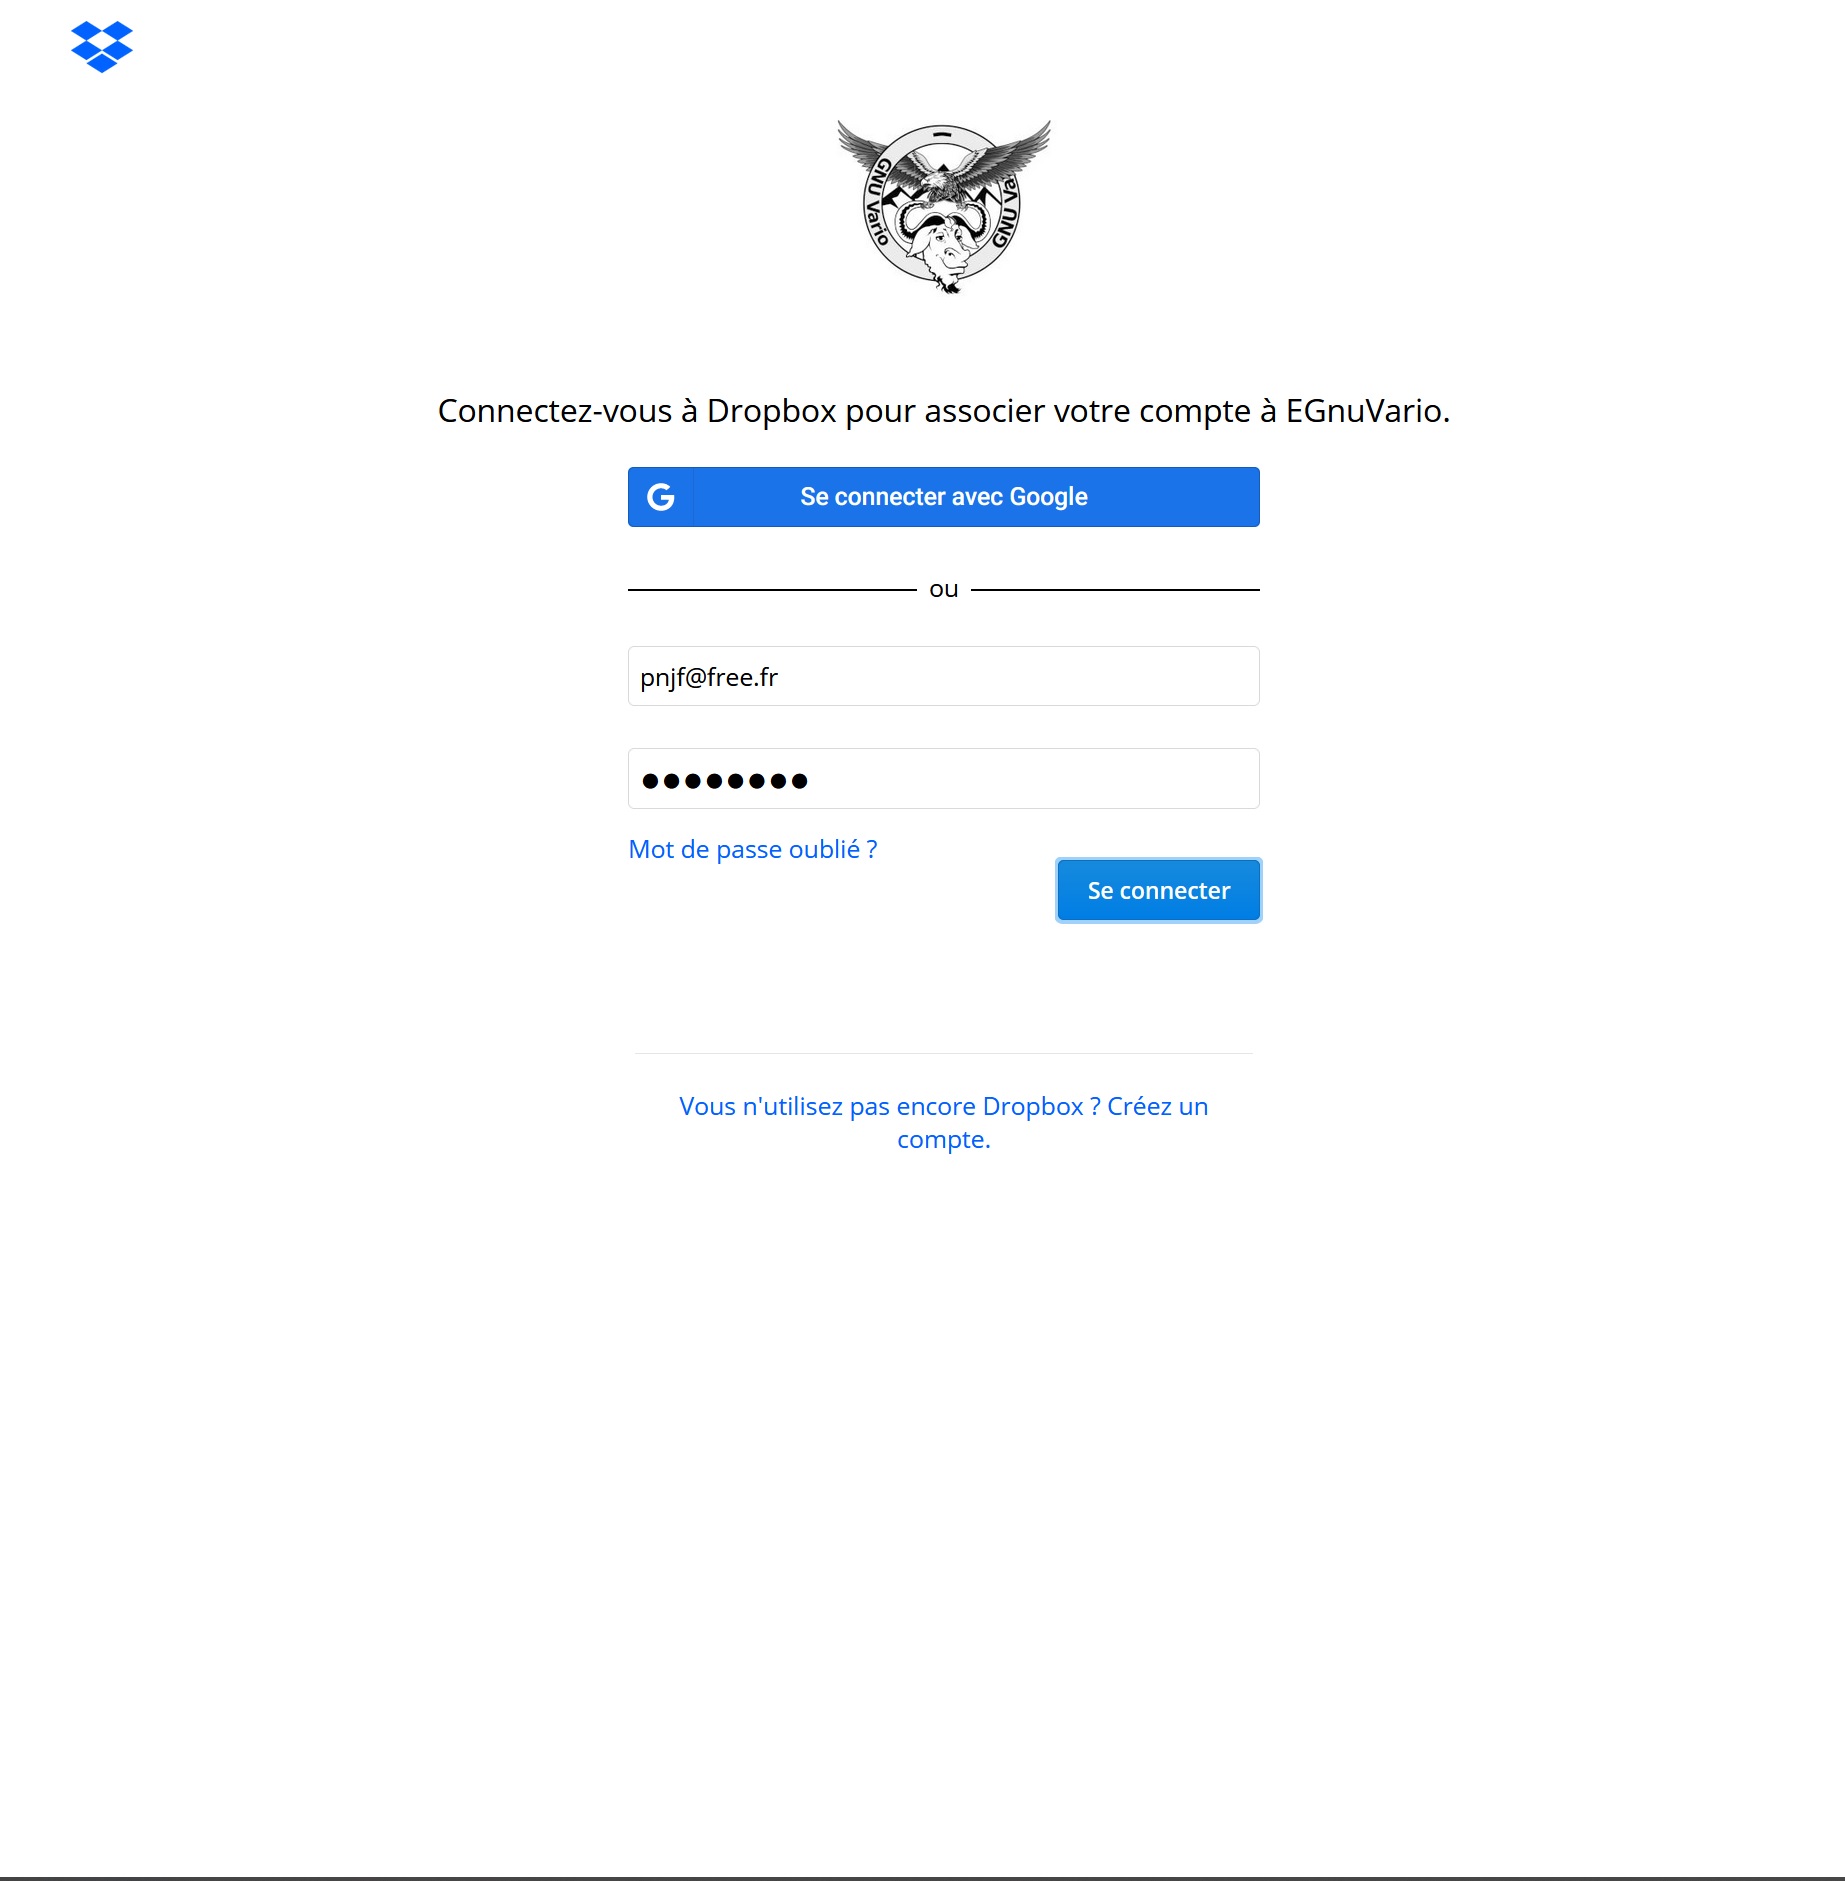 GNU Vario
GNU Va
Connectez-vous à Dropbox pour associer votre compte à EGnuVario.
G
Se connecter avec Google
ou
pnjf@free.fr
●●●●●●●●
Mot de passe oublié ?
Se connecter
Vous n'utilisez pas encore Dropbox ? Créez un
compte.